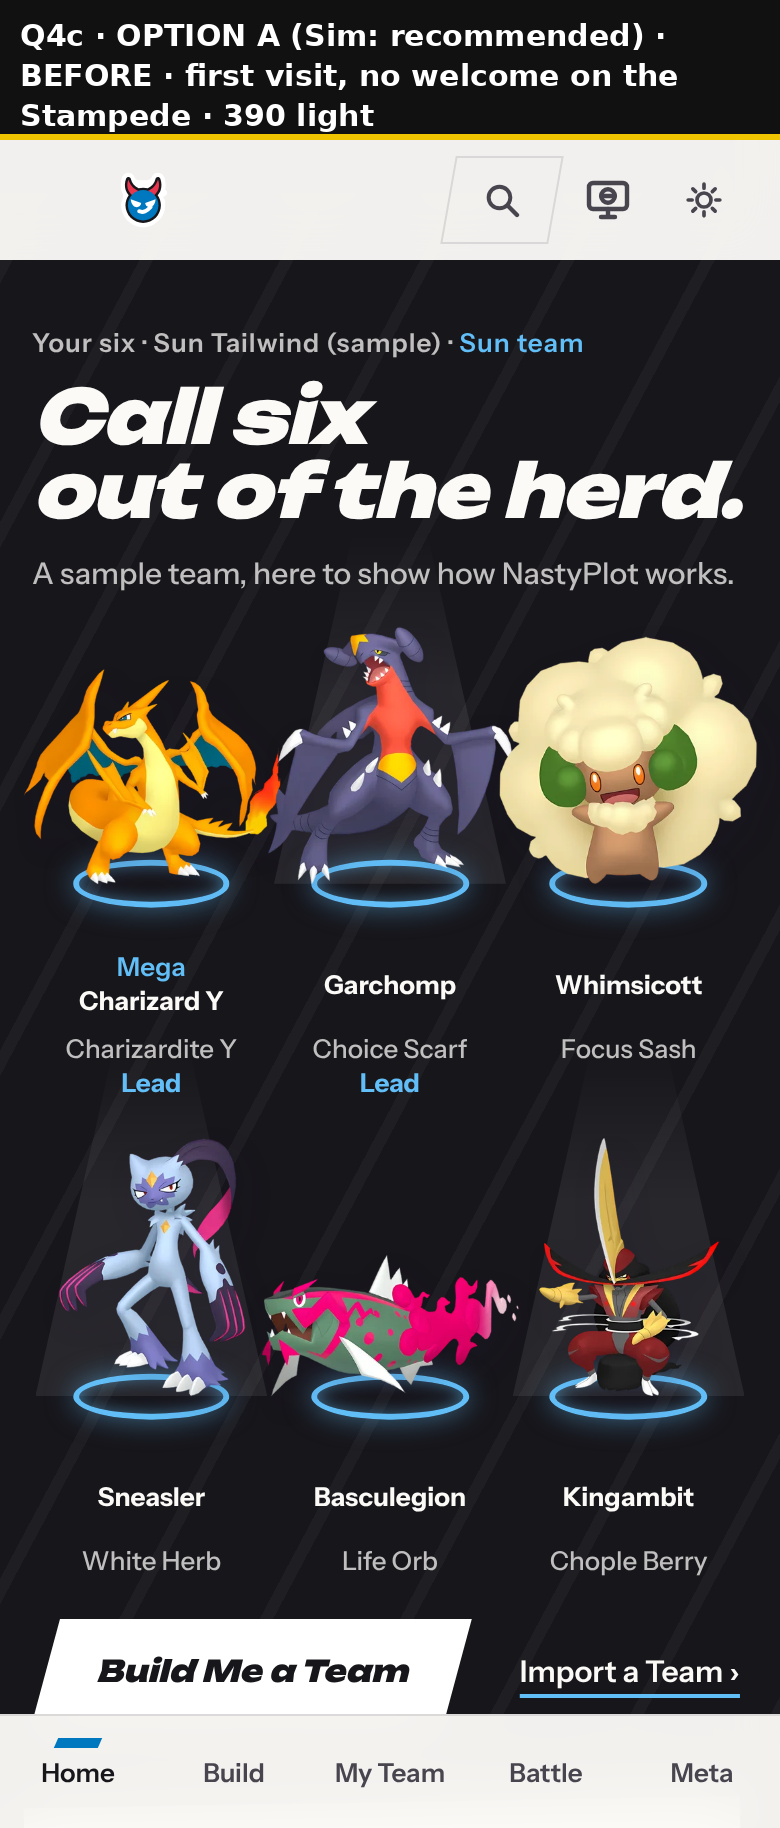 Q4c · OPTION A (Sim: recommended) ·
BEFORE · first visit, no welcome on the
Stampede · 390 light
Your six · Sun Tailwind (sample) · Sun team
Call six
out of the herd.
A sample team, here to show how NastyPlot works.
Mega
Charizard Y
Garchomp
Whimsicott
Charizardite Y
Choice Scarf
Focus Sash
Lead
Lead
Sneasler
Basculegion
Kingambit
White Herb
Life Orb
Chople Berry
Build Me a Team
Import a Team ›
Home
Build
My Team
Battle
Meta